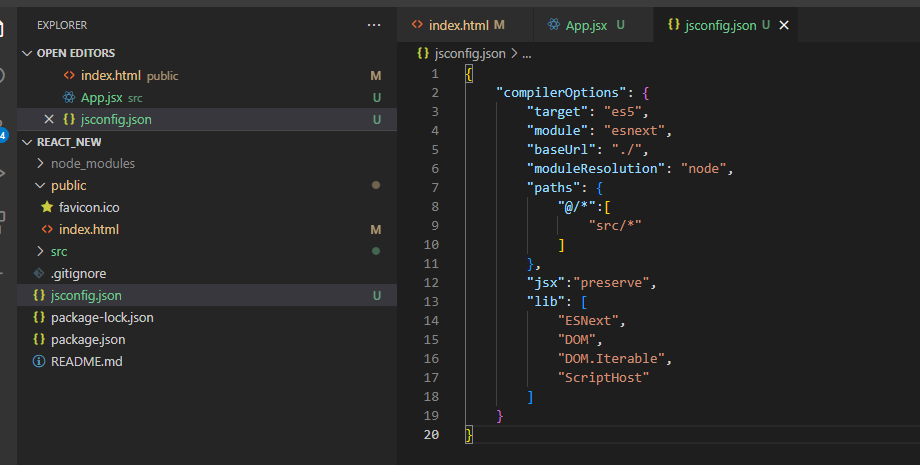 EXPLORER
...
OPEN EDITORS
<> index.html public M
App.jsx src U
{} jsconfig.json U
4
REACT_NEW
node_modules
public
favicon.ico
<> index.html M
src
.gitignore
{} jsconfig.json U
{} package-lock.json
{} package.json
README.md
<> index.html M
App.jsx U
{} jsconfig.json U
{} jsconfig.json > ...
1 {
2 "compilerOptions": {
3 "target": "es5",
4 "module": "esnext",
5 "baseUrl": "./",
6 "moduleResolution": "node",
7 "paths": {
8 "@/*":[
9 "src/*"
10 ]
11 },
12 "jsx":"preserve",
13 "lib": [
14 "ESNext",
15 "DOM",
16 "DOM.Iterable",
17 "ScriptHost"
18 ]
19 }
20 }